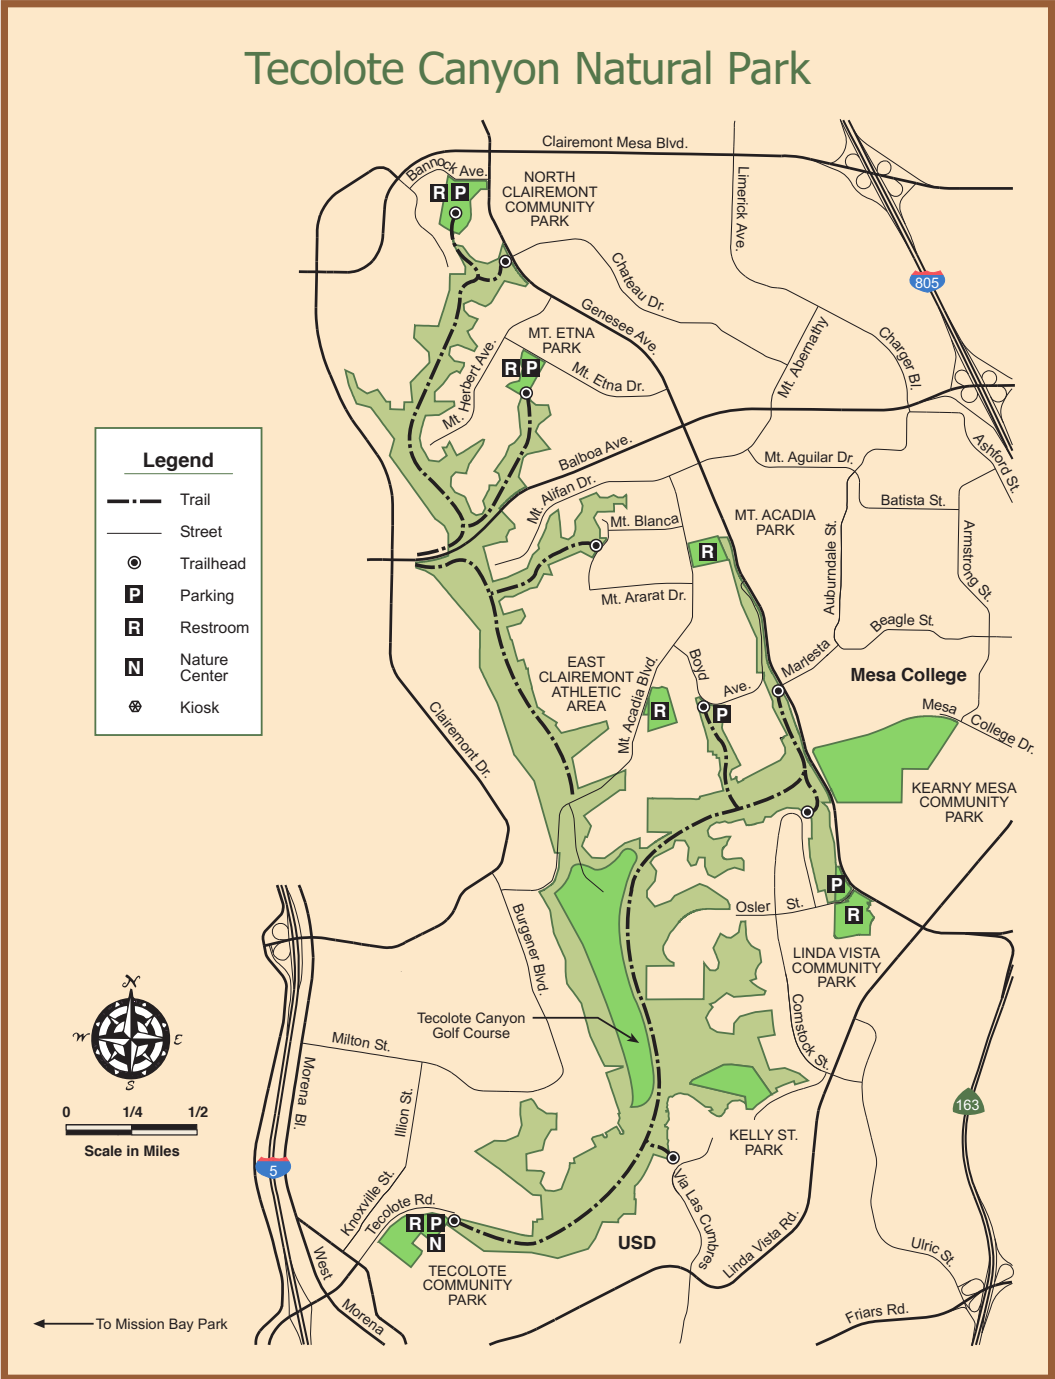 Tecolote Canyon Natural Park
Clairemont Mesa Blvd.
Bannock Ave.
R P
NORTH
CLAIREMONT
COMMUNITY
PARK
Limerick Ave.
805
Chateau Dr.
Genesee Ave.
MT. ETNA
PARK
R P
Mt. Etna Dr.
Mt. Herbert Ave.
Mt. Abernathy
Charger Bl.
Balboa Ave.
Mt. Alifan Dr.
Mt. Aguilar Dr.
Ashford St.
Batista St.
Legend
Trail
Street
Trailhead
P Parking
R Restroom
N Nature
Center
Kiosk
Mt. Blanca
MT. ACADIA
PARK
R
Auburndale St.
Armstrong St.
Mt. Ararat Dr.
Beagle St.
Marlesta
Mesa College
EAST
CLAIREMONT
ATHLETIC
AREA
Mt. Acadia Blvd.
R
Boyd
Ave.
P
Mesa
College Dr.
Clairemont Dr.
KEARNY MESA
COMMUNITY
PARK
P
R
Osler St.
LINDA VISTA
COMMUNITY
PARK
Burgener Blvd.
Comstock St.
Tecolote Canyon
Golf Course
N
W E
S
0 1/4 1/2
Scale in Miles
Milton St.
Morena Bl.
Illion St.
163
KELLY ST.
PARK
5
Knoxville St.
Tecolote Rd.
R P
N
TECOLOTE
COMMUNITY
PARK
USD
Via Las Cumbres
Linda Vista Rd.
Ulric St.
Friars Rd.
West
Morena
To Mission Bay Park